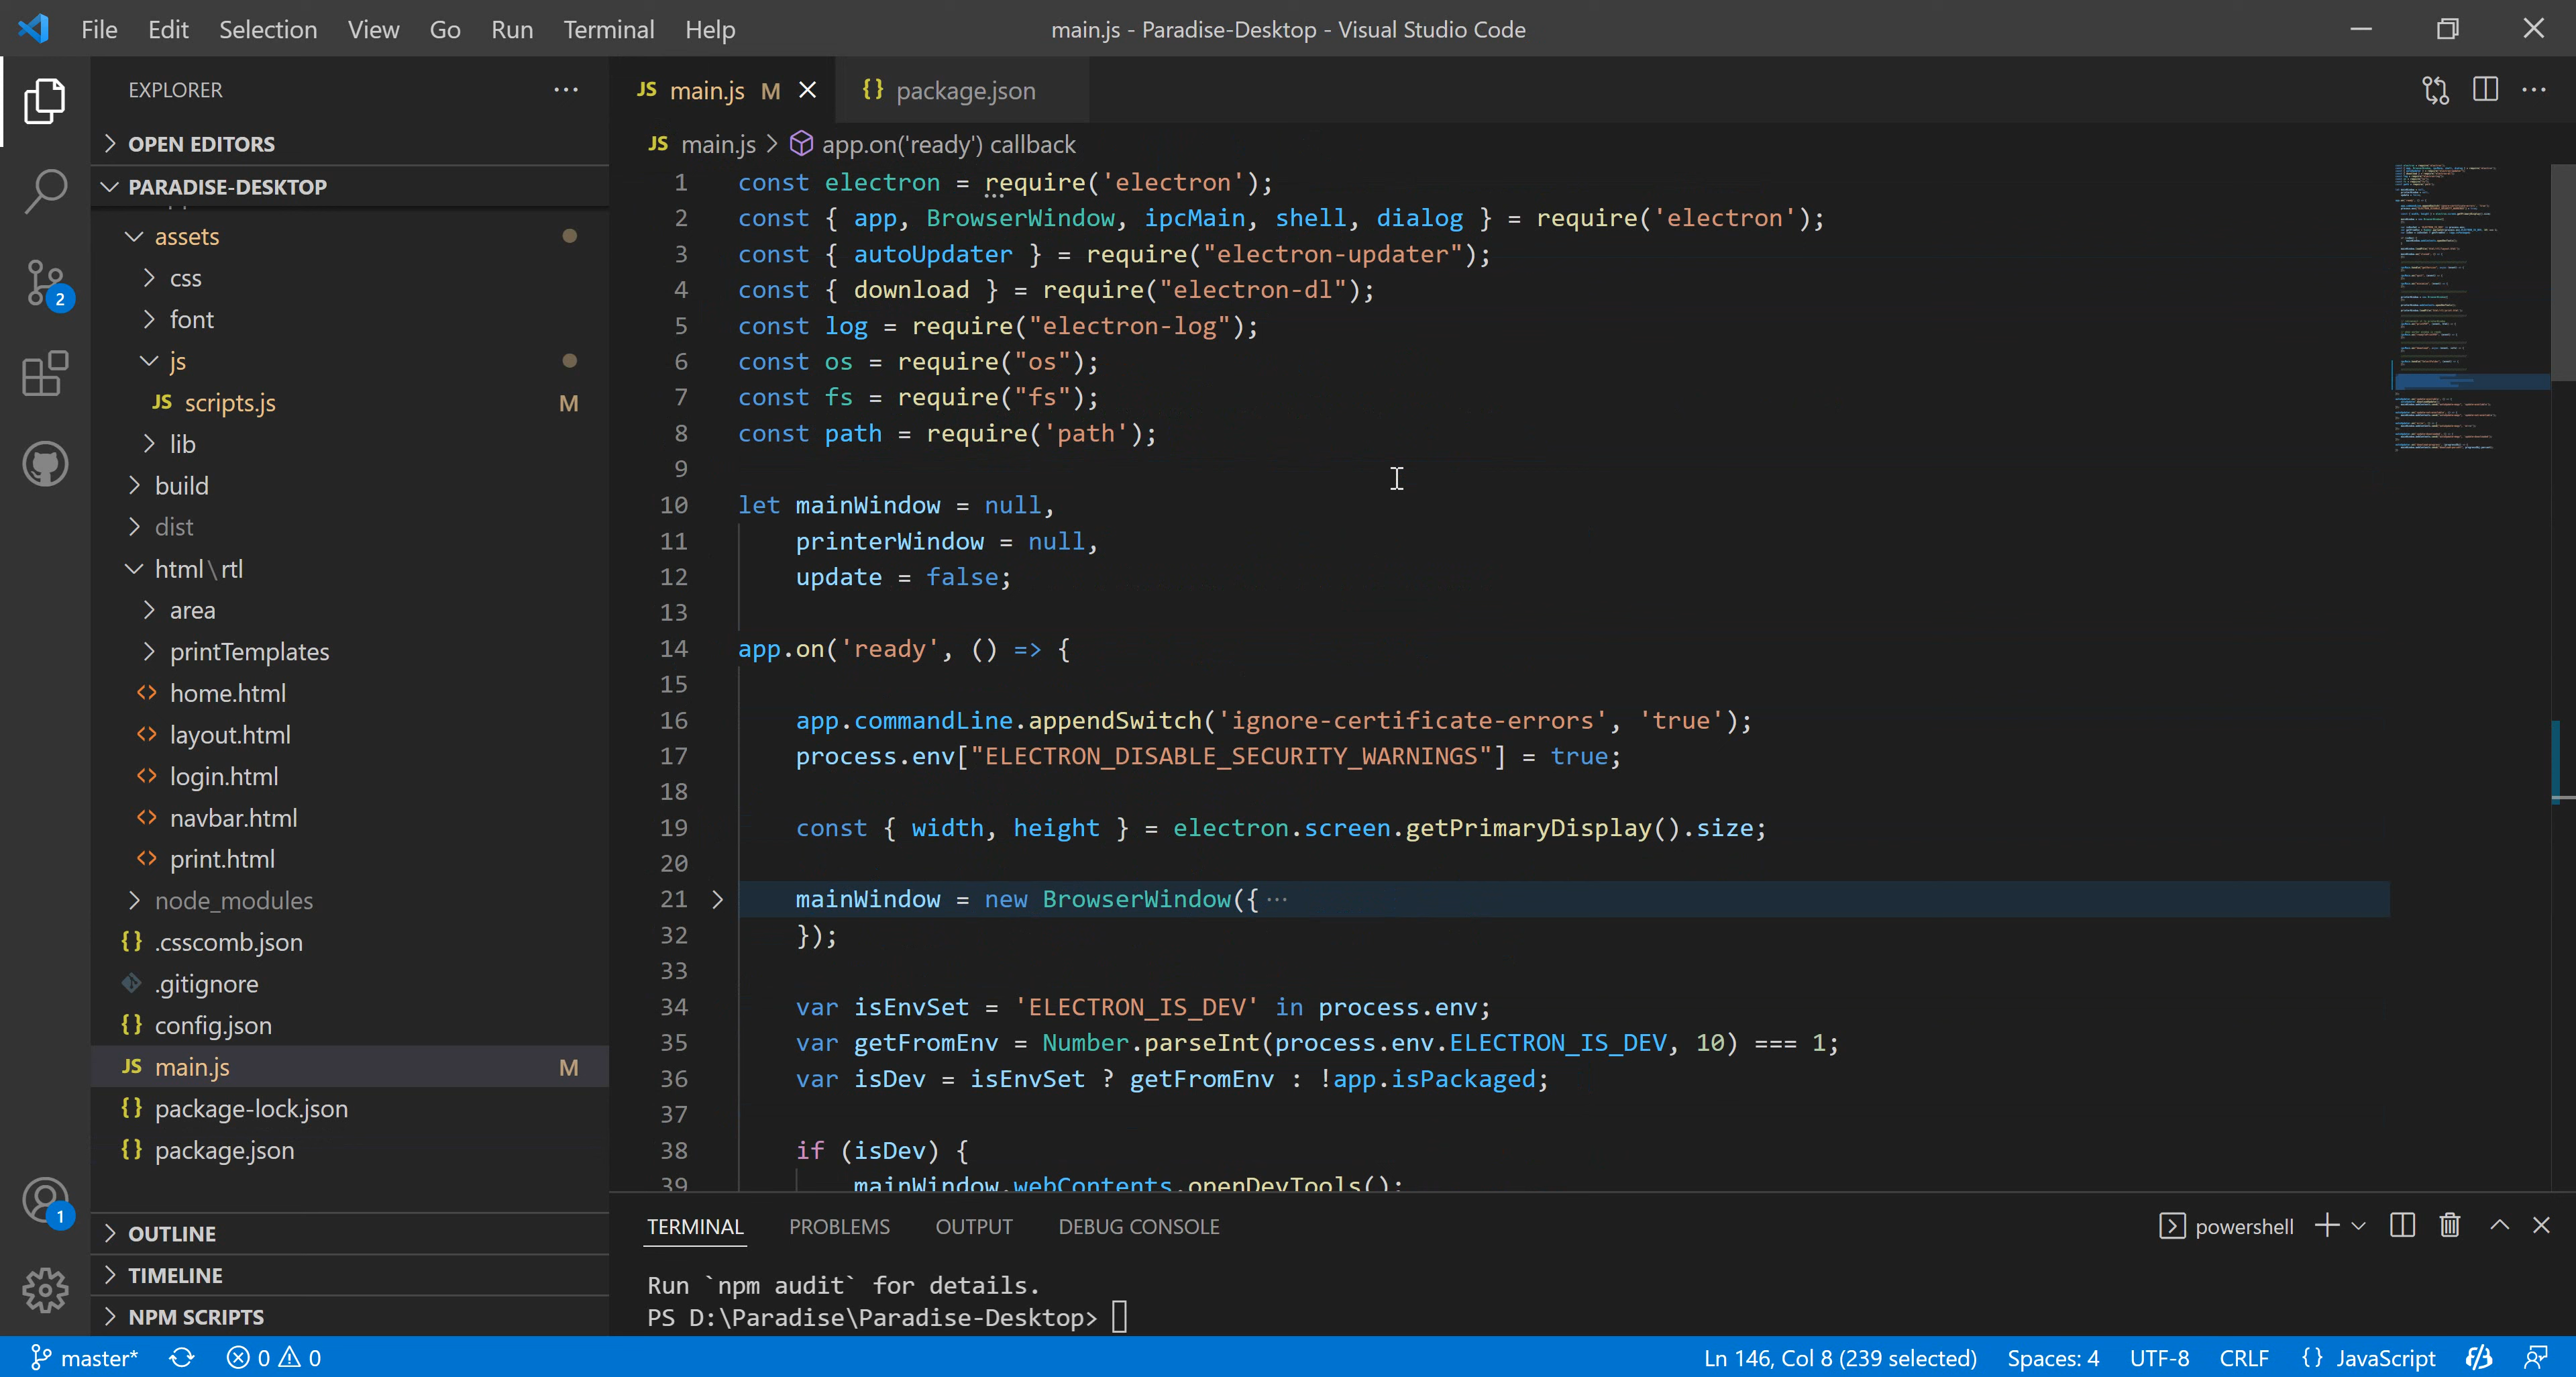 File Edit Selection View Go Run Terminal Help
main.js - Paradise-Desktop - Visual Studio Code
EXPLORER
OPEN EDITORS
PARADISE-DESKTOP
assets
css
font
js
JS scripts.js M
lib
build
dist
html\rtl
area
printTemplates
<> home.html
<> layout.html
<> login.html
<> navbar.html
<> print.html
node_modules
{} .csscomb.json
.gitignore
{} config.json
JS main.js M
{} package-lock.json
{} package.json
OUTLINE
TIMELINE
NPM SCRIPTS
2
1
JS main.js M
{} package.json
JS main.js > app.on('ready') callback
1 const electron = require('electron');
2 const { app, BrowserWindow, ipcMain, shell, dialog } = require('electron');
3 const { autoUpdater } = require("electron-updater");
4 const { download } = require("electron-dl");
5 const log = require("electron-log");
6 const os = require("os");
7 const fs = require("fs");
8 const path = require('path');
9
10 let mainWindow = null,
11 printerWindow = null,
12 update = false;
13
14 app.on('ready', () => {
15
16 app.commandLine.appendSwitch('ignore-certificate-errors', 'true');
17 process.env["ELECTRON_DISABLE_SECURITY_WARNINGS"] = true;
18
19 const { width, height } = electron.screen.getPrimaryDisplay().size;
20
21 mainWindow = new BrowserWindow({ ···
32 });
33
34 var isEnvSet = 'ELECTRON_IS_DEV' in process.env;
35 var getFromEnv = Number.parseInt(process.env.ELECTRON_IS_DEV, 10) === 1;
36 var isDev = isEnvSet ? getFromEnv : !app.isPackaged;
37
38 if (isDev) {
39 mainWindow.webContents.openDevTools();
TERMINAL PROBLEMS OUTPUT DEBUG CONSOLE
powershell
Run `npm audit` for details.
PS D:\Paradise\Paradise-Desktop>
master* 0 0
Ln 146, Col 8 (239 selected) Spaces: 4 UTF-8 CRLF {} JavaScript